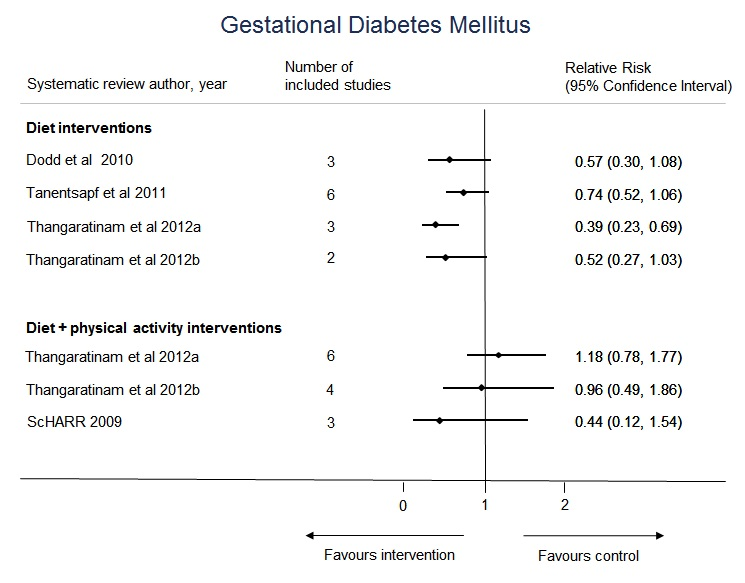 Gestational Diabetes Mellitus
Systematic review author, year
Number of
included studies
Relative Risk
(95% Confidence Interval)
Diet interventions
Dodd et al 2010 3 0.57 (0.30, 1.08)
Tanentsapf et al 2011 6 0.74 (0.52, 1.06)
Thangaratinam et al 2012a 3 0.39 (0.23, 0.69)
Thangaratinam et al 2012b 2 0.52 (0.27, 1.03)
Diet + physical activity interventions
Thangaratinam et al 2012a 6 1.18 (0.78, 1.77)
Thangaratinam et al 2012b 4 0.96 (0.49, 1.86)
ScHARR 2009 3 0.44 (0.12, 1.54)
0 1 2
Favours intervention Favours control